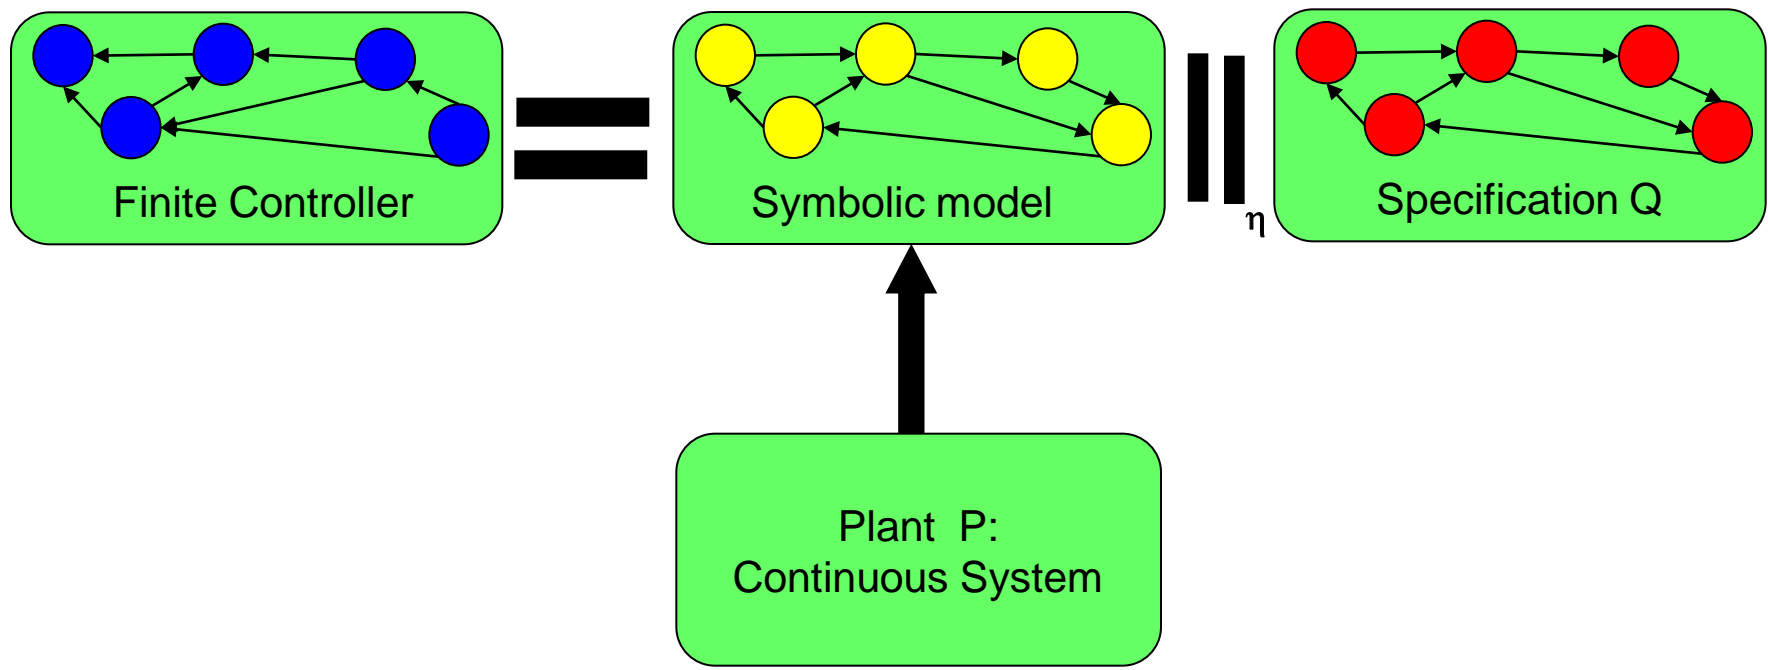 Finite Controller
Symbolic model
η
Specification Q
Plant P:
Continuous System